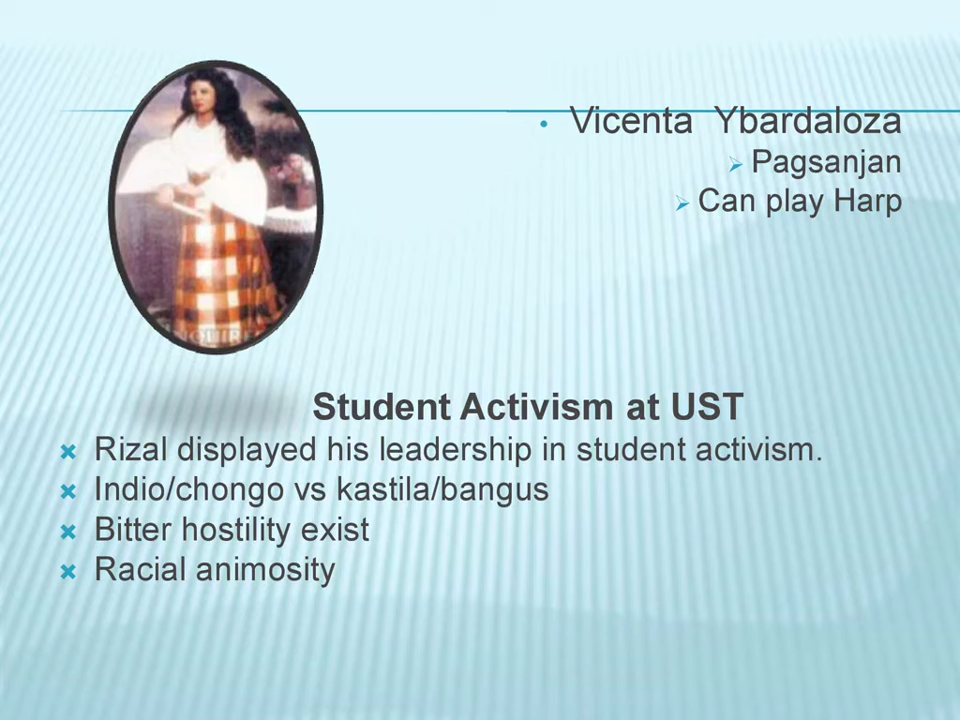 Vicenta Ybardaloza
Pagsanjan
Can play Harp
Student Activism at UST
Rizal displayed his leadership in student activism.
Indio/chongo vs kastila/bangus
Bitter hostility exist
Racial animosity